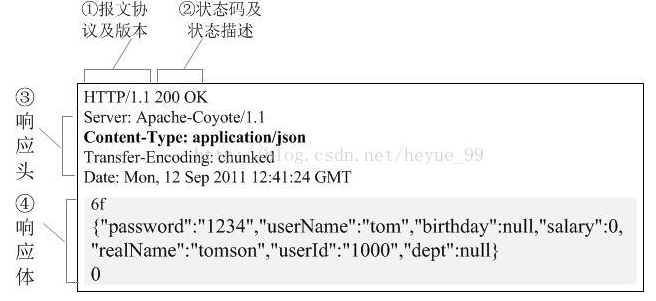 ①报文协
议及版本
②状态码及
状态描述
③
响
应
头
HTTP/1.1 200 OK
Server: Apache-Coyote/1.1
Content-Type: application/json
Transfer-Encoding: chunked
http://blog.csdn.net/heyue_99
Date: Mon, 12 Sep 2011 12:41:24 GMT
④
响
应
体
6f
{"password":"1234","userName":"tom","birthday":null,"salary":0,
"realName":"tomson","userId":"1000","dept":null}
0